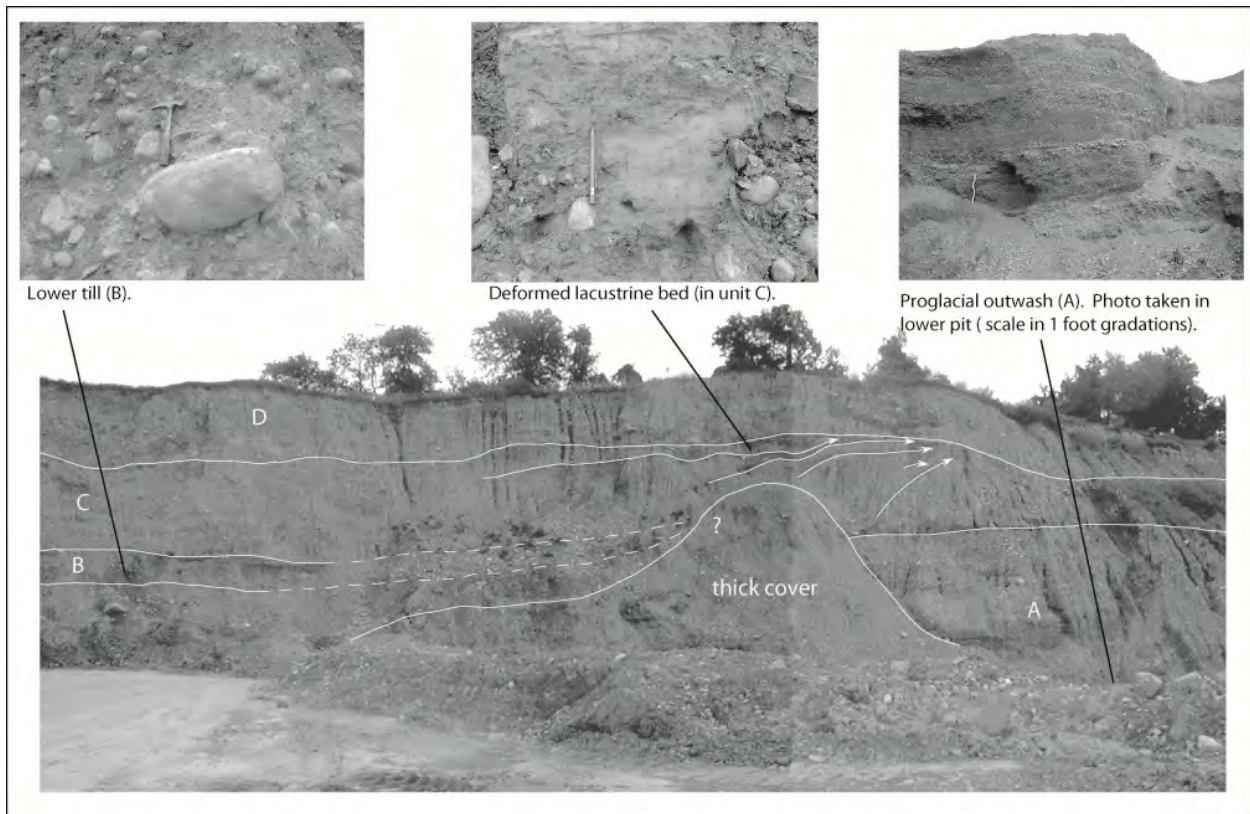 Lower till (B).
Deformed lacustrine bed (in unit C).
Proglacial outwash (A). Photo taken in
lower pit ( scale in 1 foot gradations).
D
C
B
?
thick cover
A